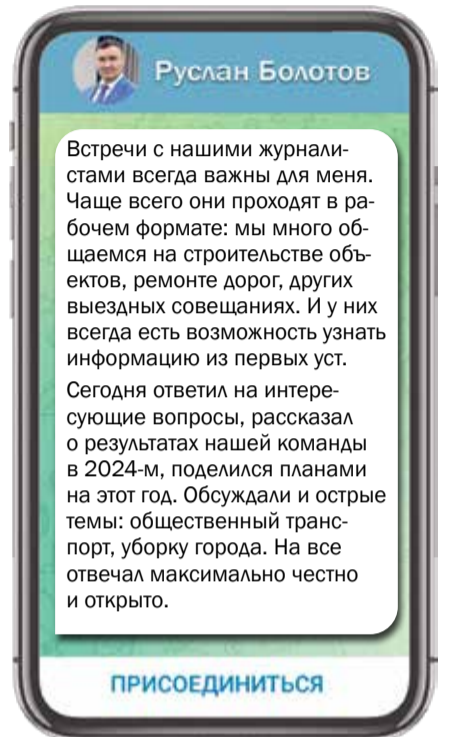 Руслан Болотов
Встречи с нашими журнали-
стами всегда важны для меня.
Чаще всего они проходят в ра-
бочем формате: мы много об-
щаемся на строительстве объ-
ектов, ремонте дорог, других
выездных совещаниях. И у них
всегда есть возможность узнать
информацию из первых уст.
Сегодня ответил на интере-
сующие вопросы, рассказал
о результатах нашей команды
в 2024-м, поделился планами
на этот год. Обсуждали и острые
темы: общественный транс-
порт, уборку города. На все
отвечал максимально честно
и открыто.
ПРИСОЕДИНИТЬСЯ